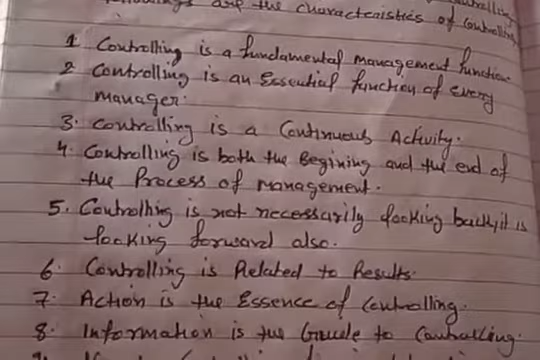 are the characteristics of Controlling
1 Controlling is a fundamental management function
2 Controlling is an Essential function of every
manager.
3. Controlling is a Continuous Activity.
4. Controlling is both the Begining and the end of
the Process of management.
5. Controlling is not necessarily looking back, it is
looking forward also.
6. Controlling is Related to Results.
7. Action is the Essence of Controlling.
8. Information is the Guide to Controlling.